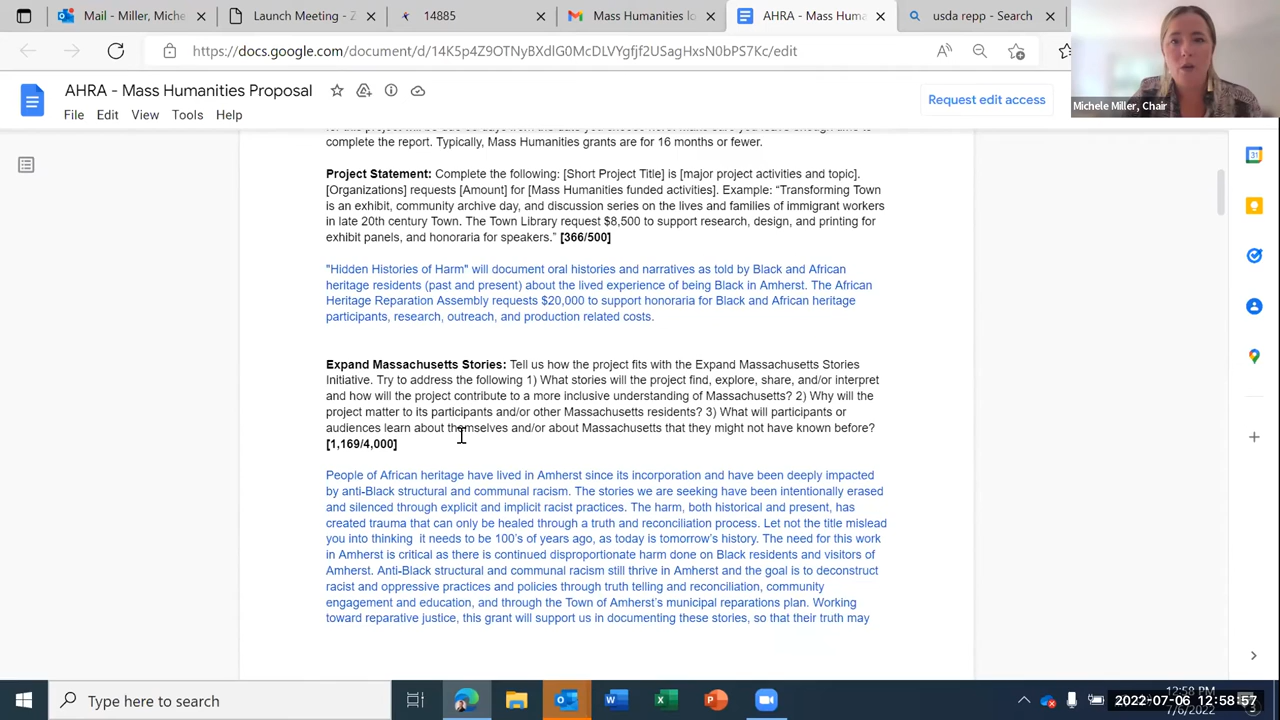 Mail - Miller, Miche
Launch Meeting - Z
14885
Mass Humanities lo
AHRA - Mass Huma
usda repp - Search
https://docs.google.com/document/d/14K5p4Z9OTNyBXdlG0McDLVYgfjf2USagHxsN0bPS7Kc/edit
AHRA - Mass Humanities Proposal
File Edit View Tools Help
Request edit access
Michele Miller, Chair
complete the report. Typically, Mass Humanities grants are for 16 months or fewer.
Project Statement: Complete the following: [Short Project Title] is [major project activities and topic].
[Organizations] requests [Amount] for [Mass Humanities funded activities]. Example: “Transforming Town
is an exhibit, community archive day, and discussion series on the lives and families of immigrant workers
in late 20th century Town. The Town Library request $8,500 to support research, design, and printing for
exhibit panels, and honoraria for speakers.” [366/500]
"Hidden Histories of Harm" will document oral histories and narratives as told by Black and African
heritage residents (past and present) about the lived experience of being Black in Amherst. The African
Heritage Reparation Assembly requests $20,000 to support honoraria for Black and African heritage
participants, research, outreach, and production related costs.
Expand Massachusetts Stories: Tell us how the project fits with the Expand Massachusetts Stories
Initiative. Try to address the following 1) What stories will the project find, explore, share, and/or interpret
and how will the project contribute to a more inclusive understanding of Massachusetts? 2) Why will the
project matter to its participants and/or other Massachusetts residents? 3) What will participants or
audiences learn about themselves and/or about Massachusetts that they might not have known before?
[1,169/4,000]
People of African heritage have lived in Amherst since its incorporation and have been deeply impacted
by anti-Black structural and communal racism. The stories we are seeking have been intentionally erased
and silenced through explicit and implicit racist practices. The harm, both historical and present, has
created trauma that can only be healed through a truth and reconciliation process. Let not the title mislead
you into thinking it needs to be 100’s of years ago, as today is tomorrow’s history. The need for this work
in Amherst is critical as there is continued disproportionate harm done on Black residents and visitors of
Amherst. Anti-Black structural and communal racism still thrive in Amherst and the goal is to deconstruct
racist and oppressive practices and policies through truth telling and reconciliation, community
engagement and education, and through the Town of Amherst’s municipal reparations plan. Working
toward reparative justice, this grant will support us in documenting these stories, so that their truth may
Type here to search
12:58 PM
2022-07-06 12:58:57
7/6/2022